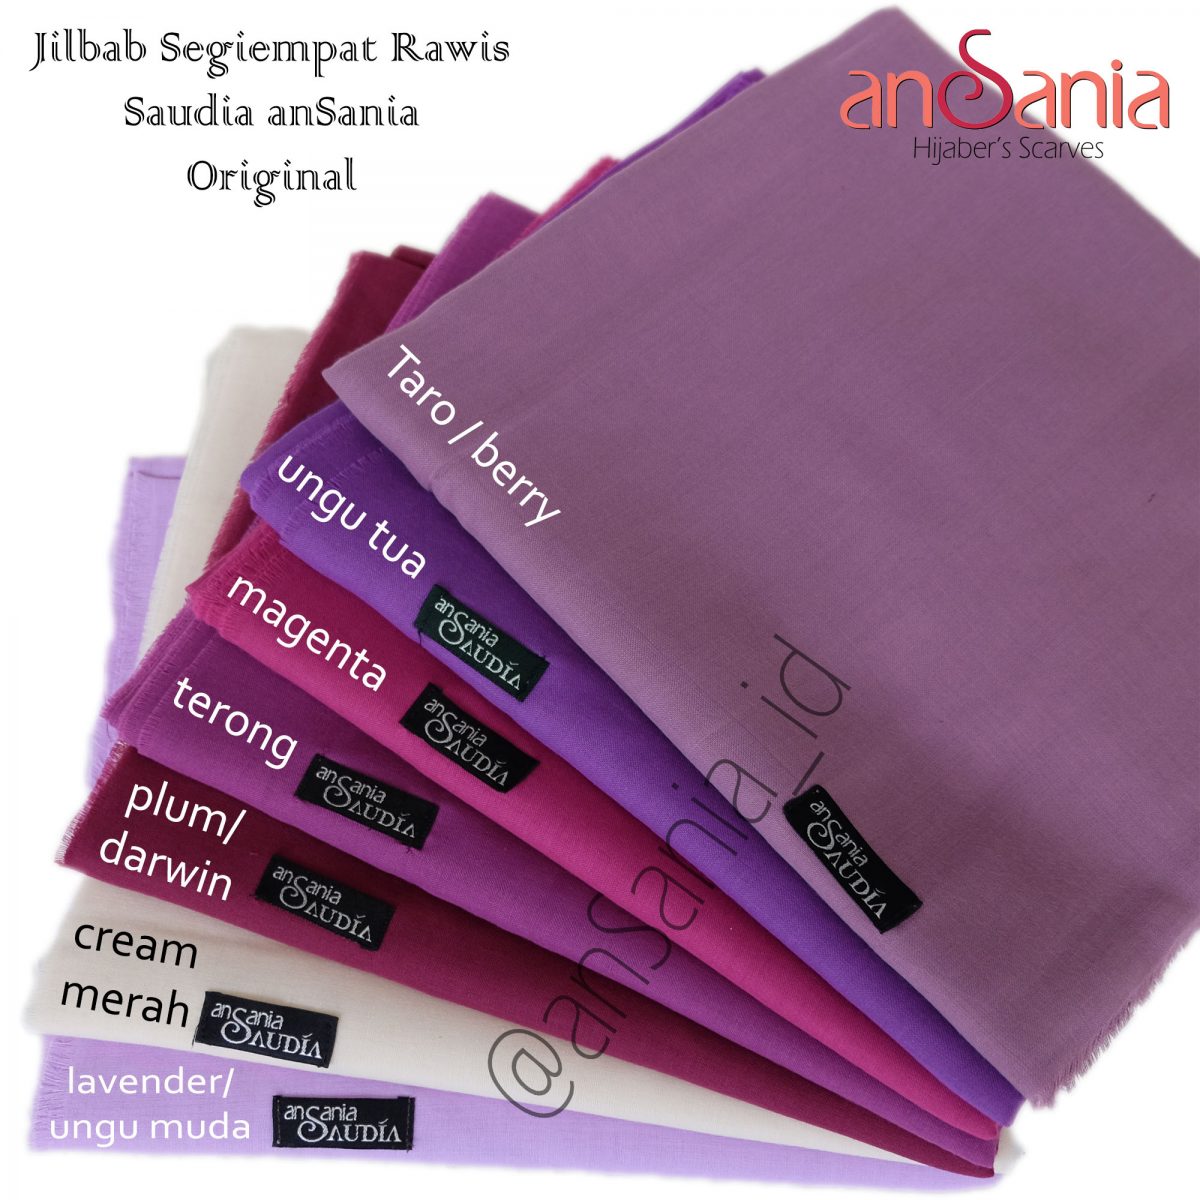 Jilbab Segiempat Rawis
Saudia anSania
Original
anSania
Hijaber's Scarves
Taro / berry
ungu tua
anSania
SAUDIA
magenta
anSania
SAUDIA
terong
anSania
SAUDIA
plum/
darwin
anSania
SAUDIA
cream
merah
anSania
SAUDIA
lavender/
ungu muda
anSania
SAUDIA
anSania
SAUDIA
@anSania_id